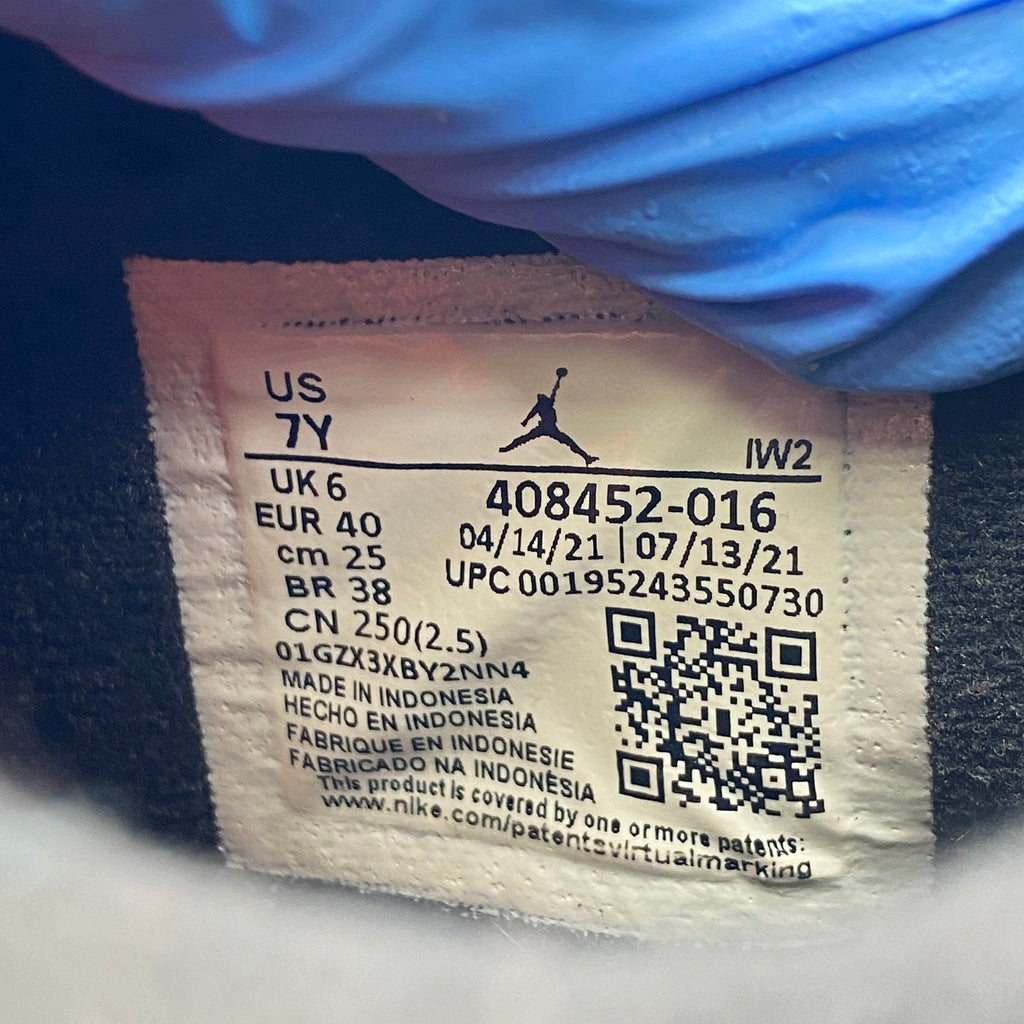 US
7Y
IW2
UK 6
EUR 40
cm 25
BR 38
CN 250(2.5)
408452-016
04/14/21 | 07/13/21
UPC 00195243550730
01GZX3XBY2NN4
MADE IN INDONESIA
HECHO EN INDONESIA
FABRIQUE EN INDONESIE
FABRICADO NA INDONÉSIA
This product is covered by one or more patents:
www.nike.com/patentsvirtualmarking